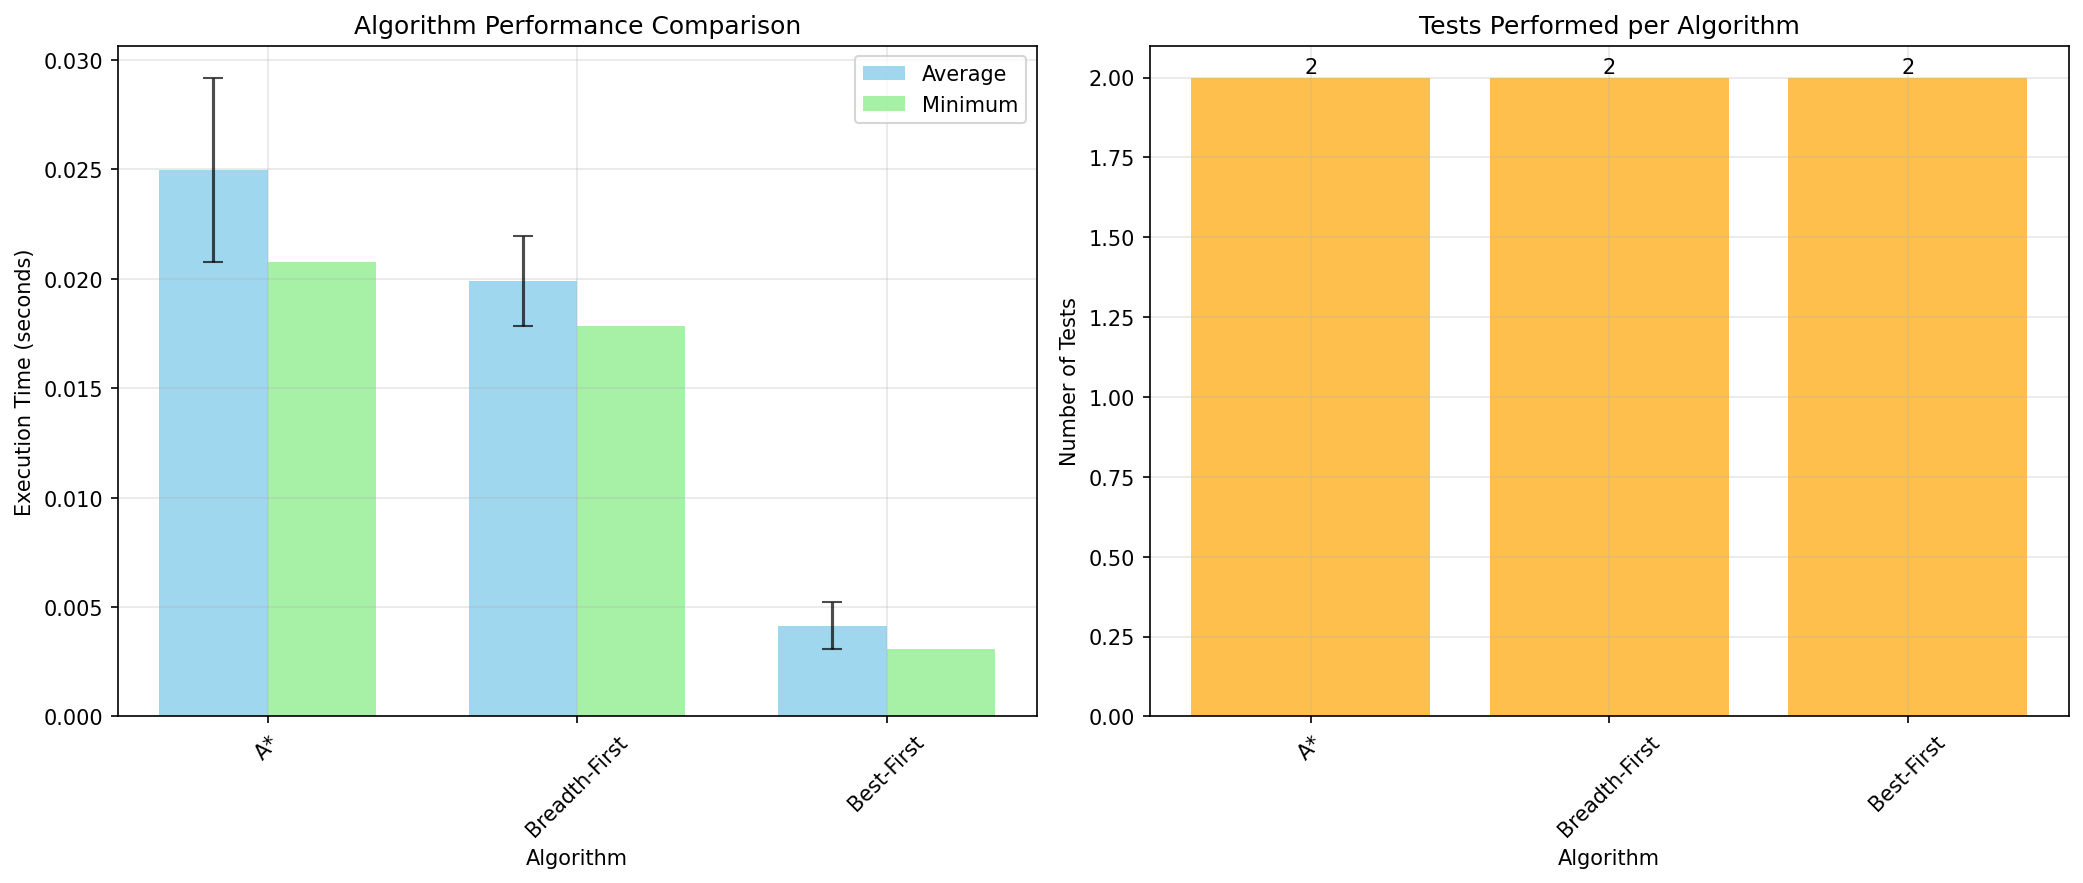 Algorithm Performance Comparison
Execution Time (seconds)
0.030
0.025
0.020
0.015
0.010
0.005
0.000
Average
Minimum
A*
Breadth-First
Best-First
Algorithm
Tests Performed per Algorithm
Number of Tests
2.00
1.75
1.50
1.25
1.00
0.75
0.50
0.25
0.00
2
2
2
A*
Breadth-First
Best-First
Algorithm